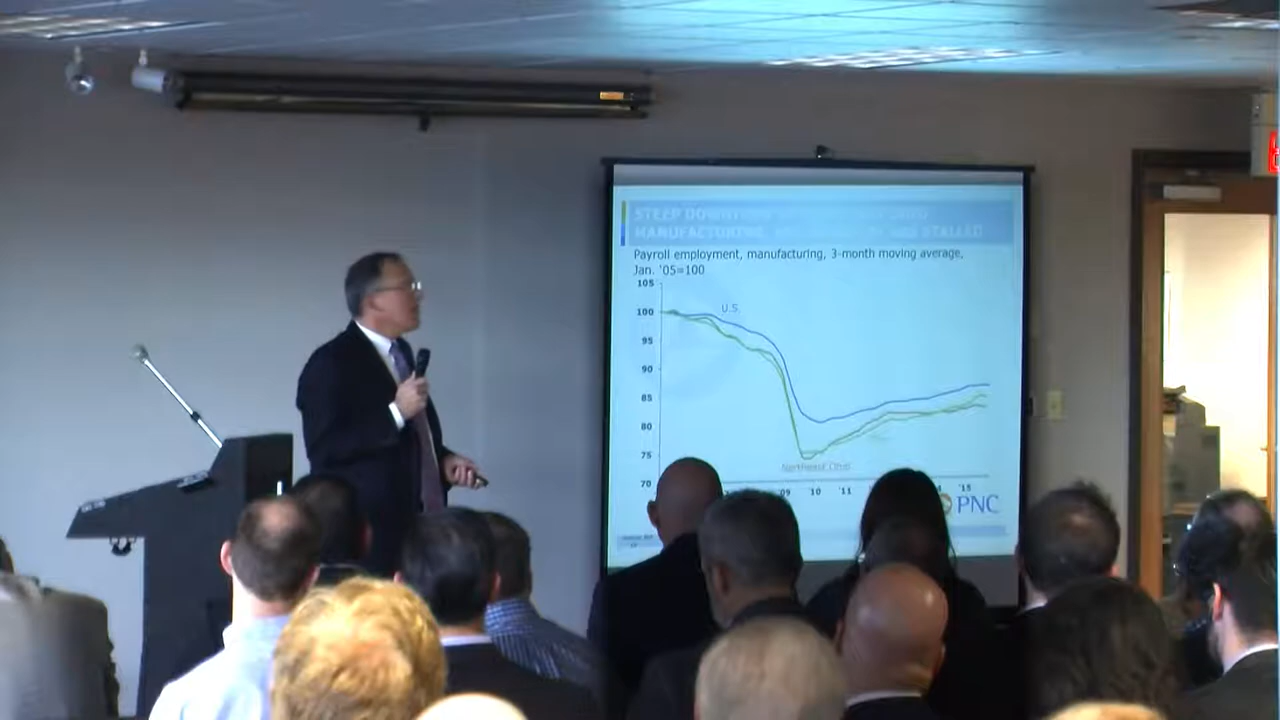 STEEP DOWN
MANUFACTURING, STALLED
Payroll employment, manufacturing, 3-month moving average,
Jan. '05=100
105
100
U.S.
95
90
85
80
75
Northeast Ohio
70
'09 '10 '11 '15
PNC